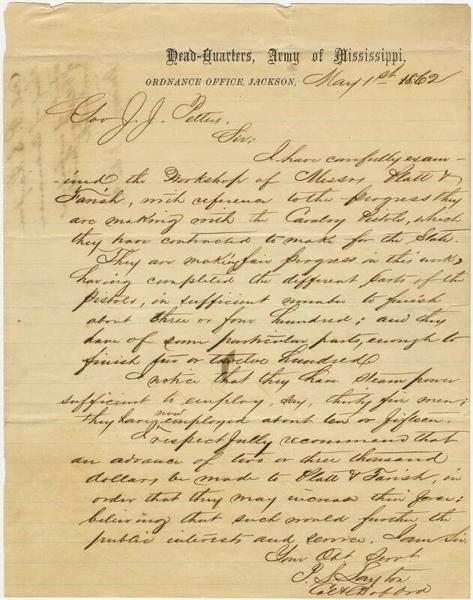 Head-Quarters, Army of Mississippi,
ORDNANCE OFFICE, JACKSON, May 1st 1862
Gov J. J. Pettus.
Sir:
I have carefully exam-
-ined the Workshop of Messrs Platt &
Farish, with reference to the progress they
are making with the Cavalry Pistols, which
they have contracted to make for the State.
They are making fair progress in this work,
having completed the different parts of the
Pistols, in sufficient number to finish
about three or four hundred; and they
have of some particular parts, enough to
finish five or twelve hundred.
I notice that they have steam power
sufficient to employ, say, thirty five men;
they have now employed about ten or fifteen.
I respectfully recommend that
an advance of two or three thousand
dollars, be made to Platt & Farish, in
order that they may increase their force;
believing that such would further the
public interests and service. I am Sir
Your Obt Servt
P. S. Layton
Col &